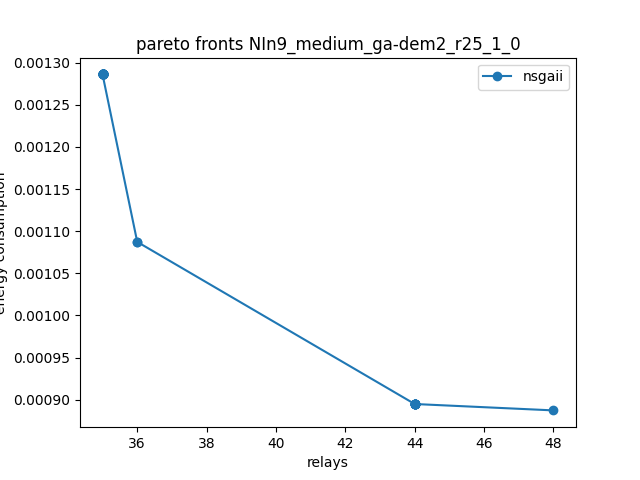 pareto fronts NIn9_medium_ga-dem2_r25_1_0
nsgaii
0.00130
0.00125
0.00120
0.00115
0.00110
0.00105
0.00100
0.00095
0.00090
energy consumption
36 38 40 42 44 46 48
relays